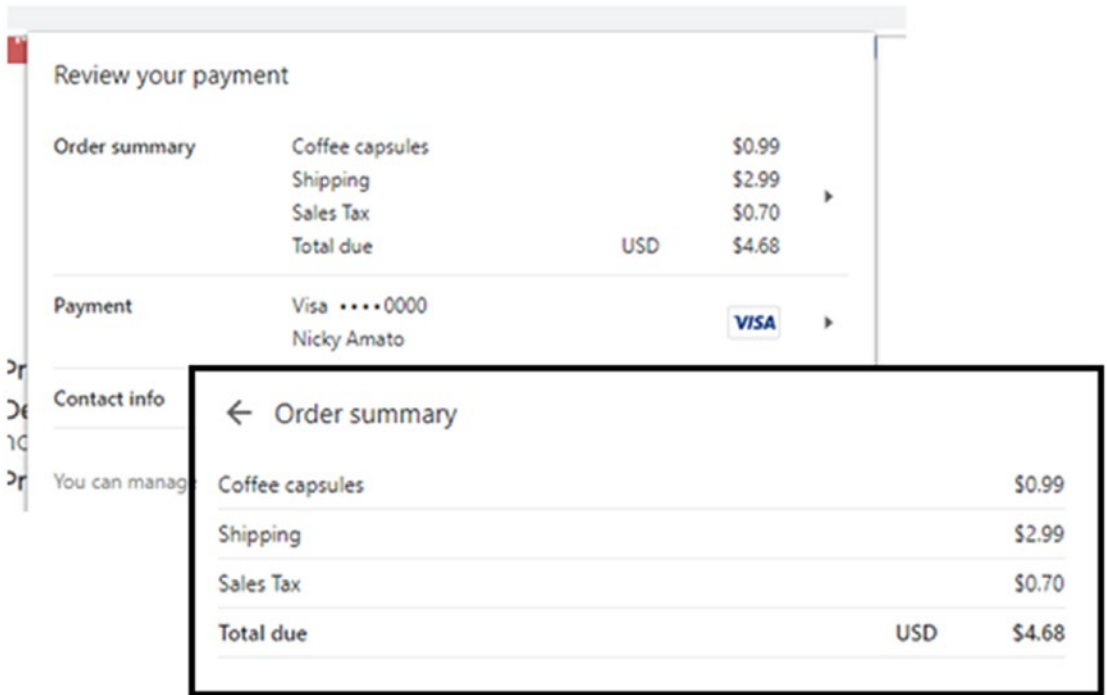 Review your payment
Order summary Coffee capsules $0.99
Shipping $2.99
Sales Tax $0.70
Total due USD $4.68
Payment Visa ••••0000 VISA
Nicky Amato
Contact info
You can manag
← Order summary
Coffee capsules $0.99
Shipping $2.99
Sales Tax $0.70
Total due USD $4.68